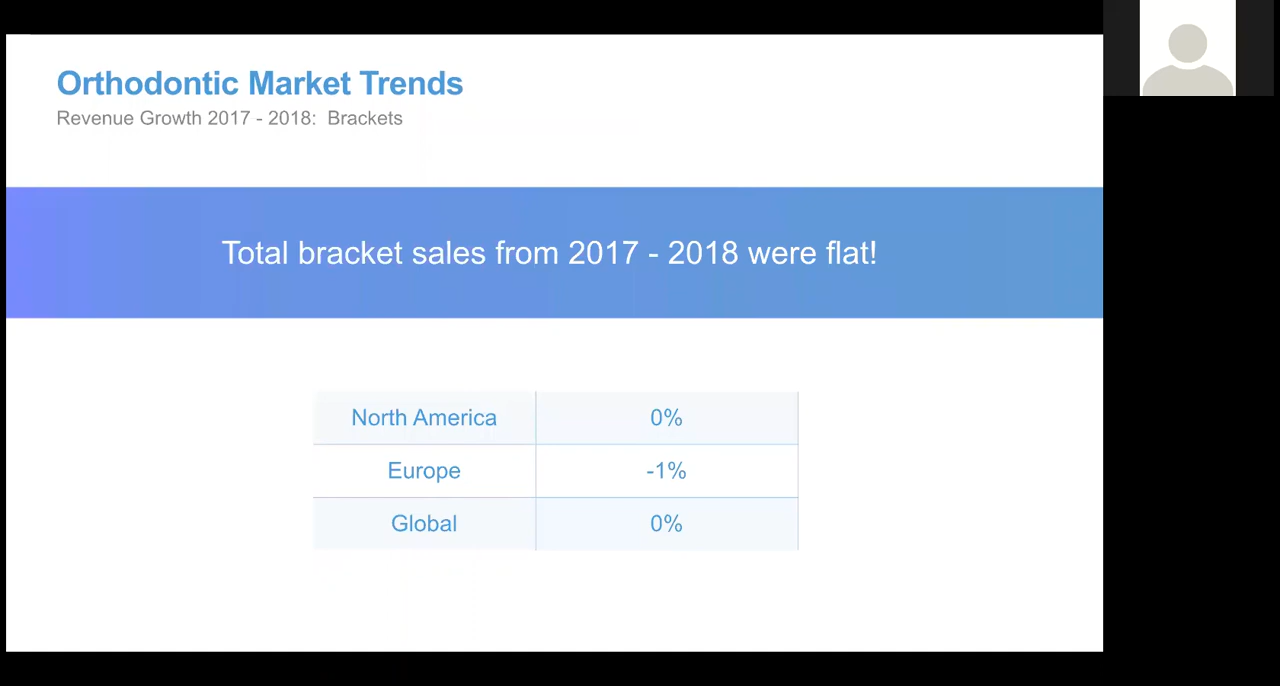 Orthodontic Market Trends
Revenue Growth 2017 - 2018:  Brackets
Total bracket sales from 2017 - 2018 were flat!
North America 0%
Europe -1%
Global 0%